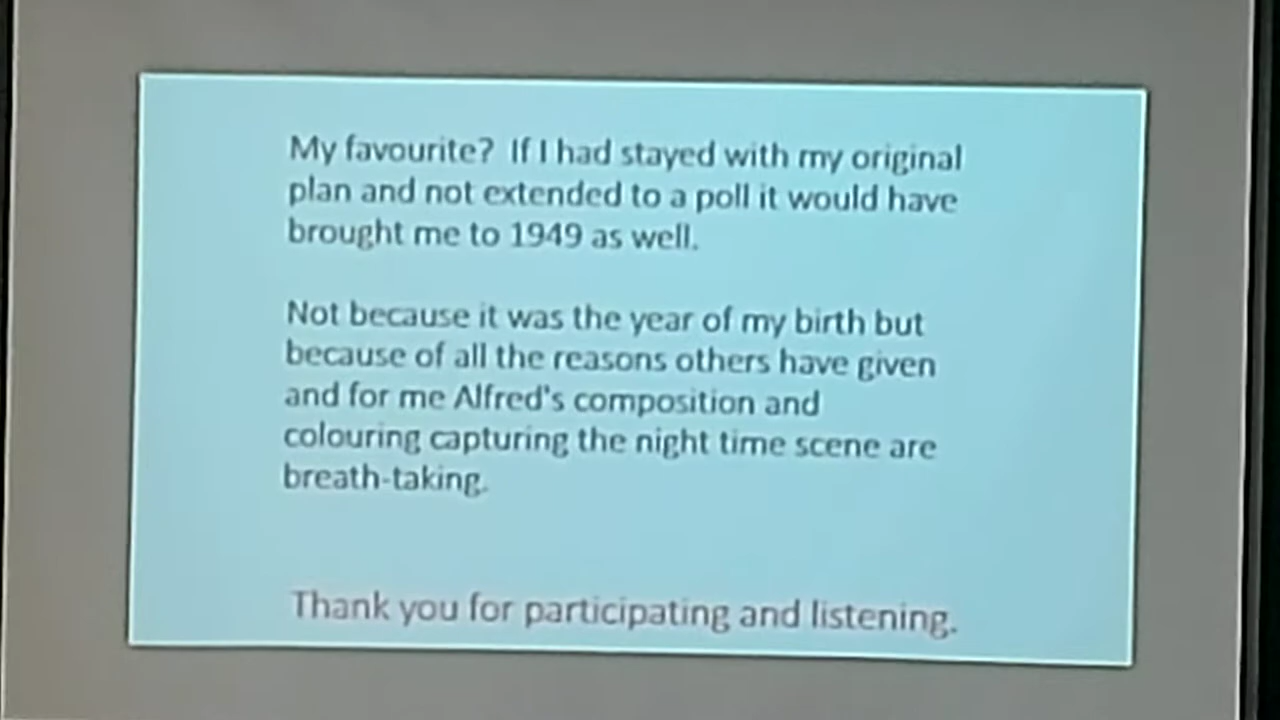 My favourite? If I had stayed with my original
plan and not extended to a poll it would have
brought me to 1949 as well.
Not because it was the year of my birth but
because of all the reasons others have given
and for me Alfred's composition and
colouring capturing the night time scene are
breath-taking.
Thank you for participating and listening.